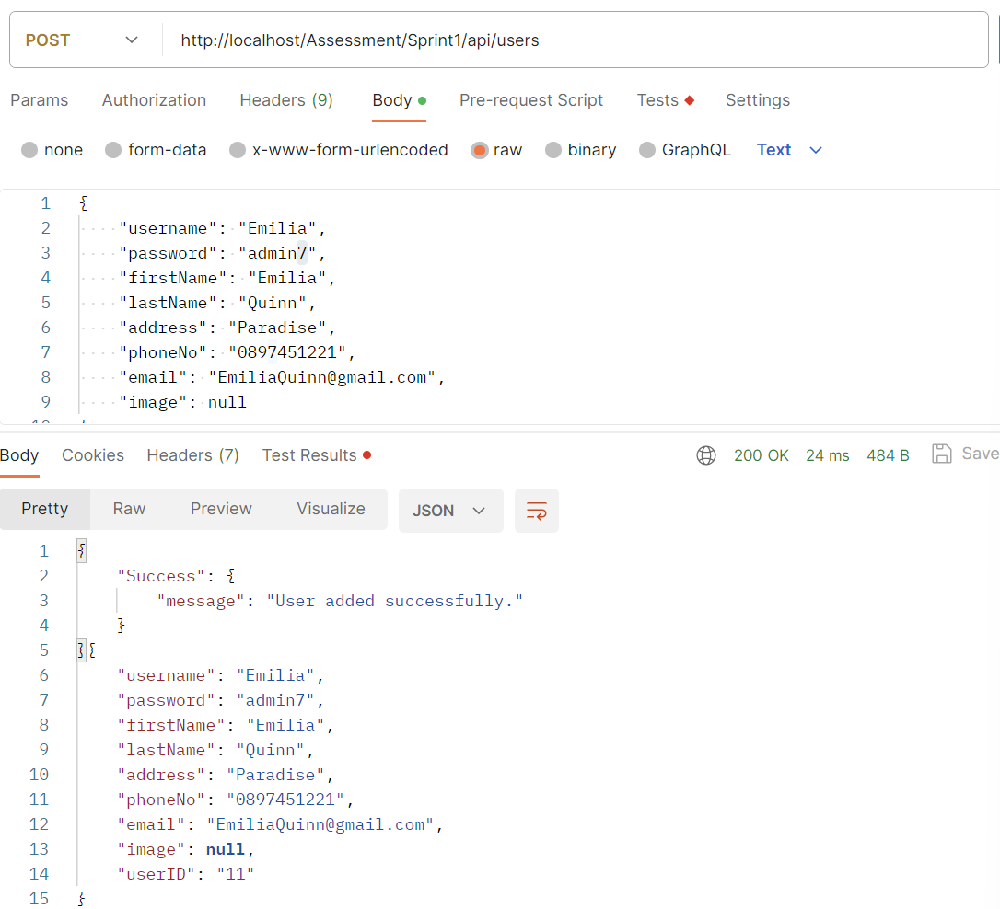 POST http://localhost/Assessment/Sprint1/api/users
Params Authorization Headers (9) Body Pre-request Script Tests Settings
none form-data x-www-form-urlencoded raw binary GraphQL Text
1 {
2 "username": "Emilia",
3 "password": "admin7",
4 "firstName": "Emilia",
5 "lastName": "Quinn",
6 "address": "Paradise",
7 "phoneNo": "0897451221",
8 "email": "EmiliaQuinn@gmail.com",
9 "image": null
Body Cookies Headers (7) Test Results 200 OK 24 ms 484 B Save
Pretty Raw Preview Visualize JSON
1 {
2 "Success": {
3 "message": "User added successfully."
4 }
5 }{
6 "username": "Emilia",
7 "password": "admin7",
8 "firstName": "Emilia",
9 "lastName": "Quinn",
10 "address": "Paradise",
11 "phoneNo": "0897451221",
12 "email": "EmiliaQuinn@gmail.com",
13 "image": null,
14 "userID": "11"
15 }